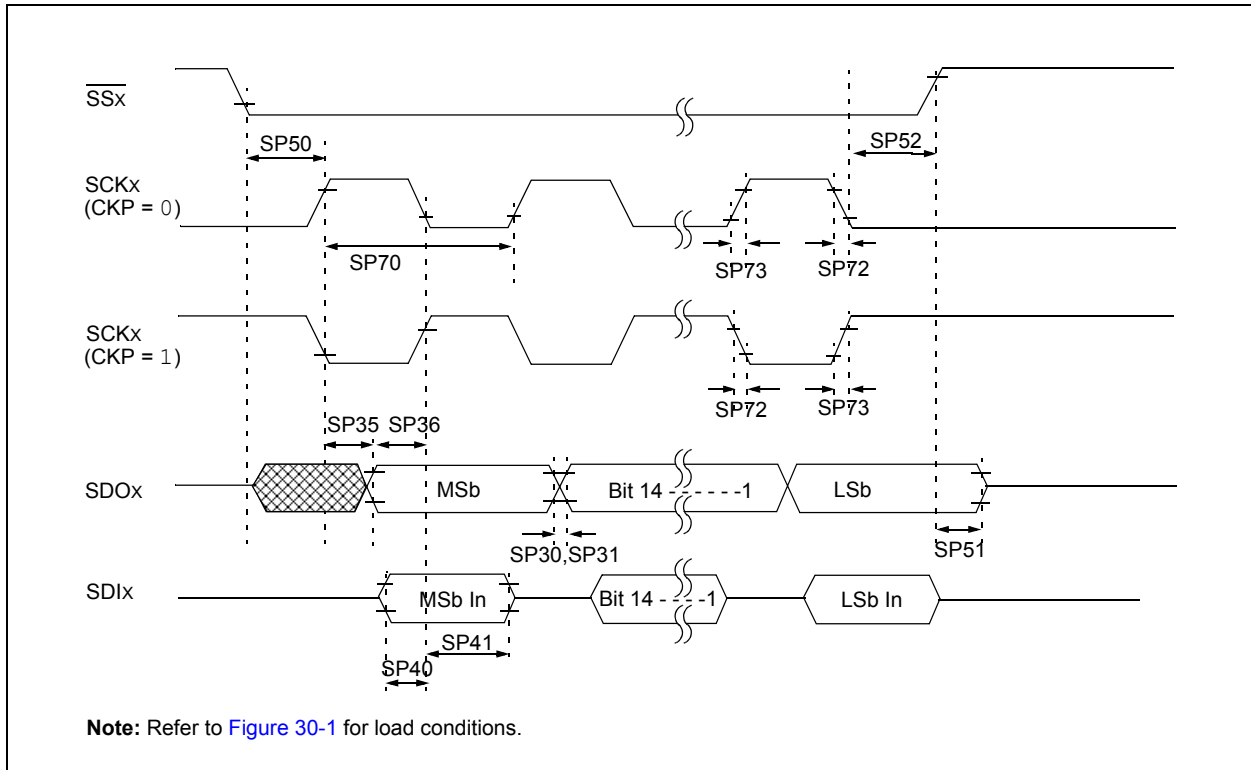 SSx
SP50
SP52
SCKx
(CKP = 0)
SP70
SP73
SP72
SCKx
(CKP = 1)
SP72
SP73
SP35
SP36
SDOx
MSb
Bit 14 - - - - - -1
LSb
SP30,SP31
SP51
SDIx
MSb In
Bit 14 - - - -1
LSb In
SP41
SP40
Note: Refer to Figure 30-1 for load conditions.